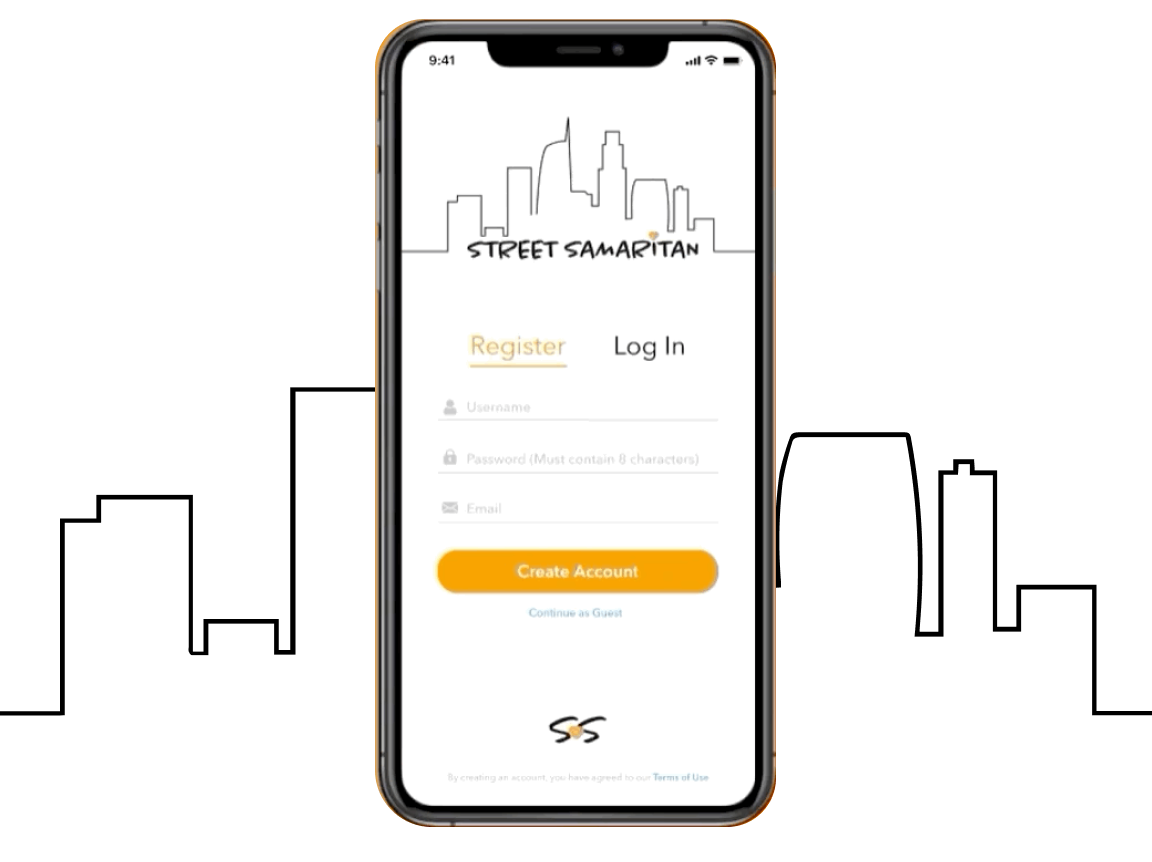 9:41
STREET SAMARITAN
Register Log In
Username
Password (Must contain 8 characters)
Email
Create Account
Continue as Guest
SS
By creating an account, you have agreed to our Terms of Use